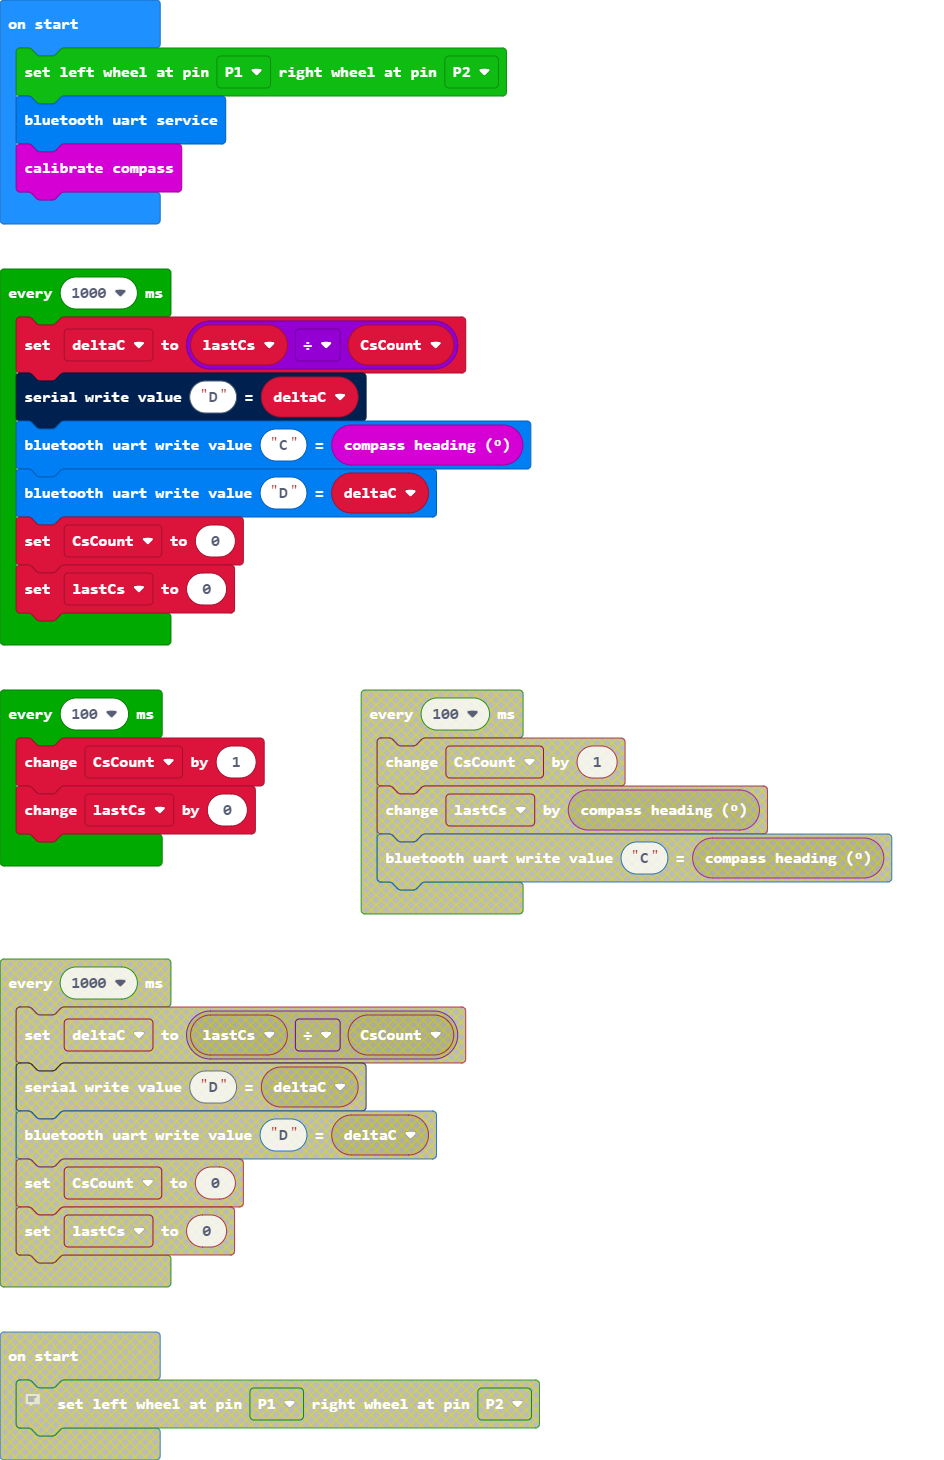 on start
set left wheel at pin P1 right wheel at pin P2
bluetooth uart service
calibrate compass
every 1000 ms
set deltaC to lastCs ÷ CsCount
serial write value "D" = deltaC
bluetooth uart write value "C" = compass heading (º)
bluetooth uart write value "D" = deltaC
set CsCount to 0
set lastCs to 0
every 100 ms
change CsCount by 1
change lastCs by 0
every 100 ms
change CsCount by 1
change lastCs by compass heading (º)
bluetooth uart write value "C" = compass heading (º)
every 1000 ms
set deltaC to lastCs ÷ CsCount
serial write value "D" = deltaC
bluetooth uart write value "D" = deltaC
set CsCount to 0
set lastCs to 0
on start
set left wheel at pin P1 right wheel at pin P2